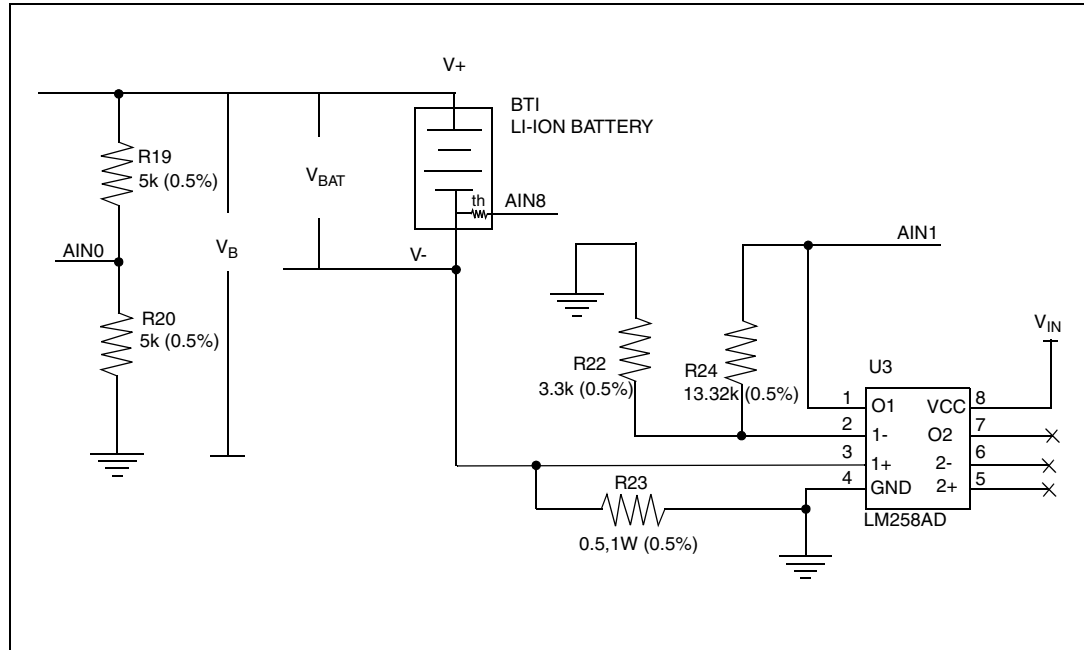 V+
BTI
LI-ION BATTERY
R19
5k (0.5%)
V_BAT
th
AIN8
AIN0
V_B
V-
AIN1
R20
5k (0.5%)
V_IN
R22
3.3k (0.5%)
R24
13.32k (0.5%)
U3
1
O1
VCC
8
2
1-
O2
7
3
1+
2-
6
4
GND
2+
5
R23
LM258AD
0.5,1W (0.5%)